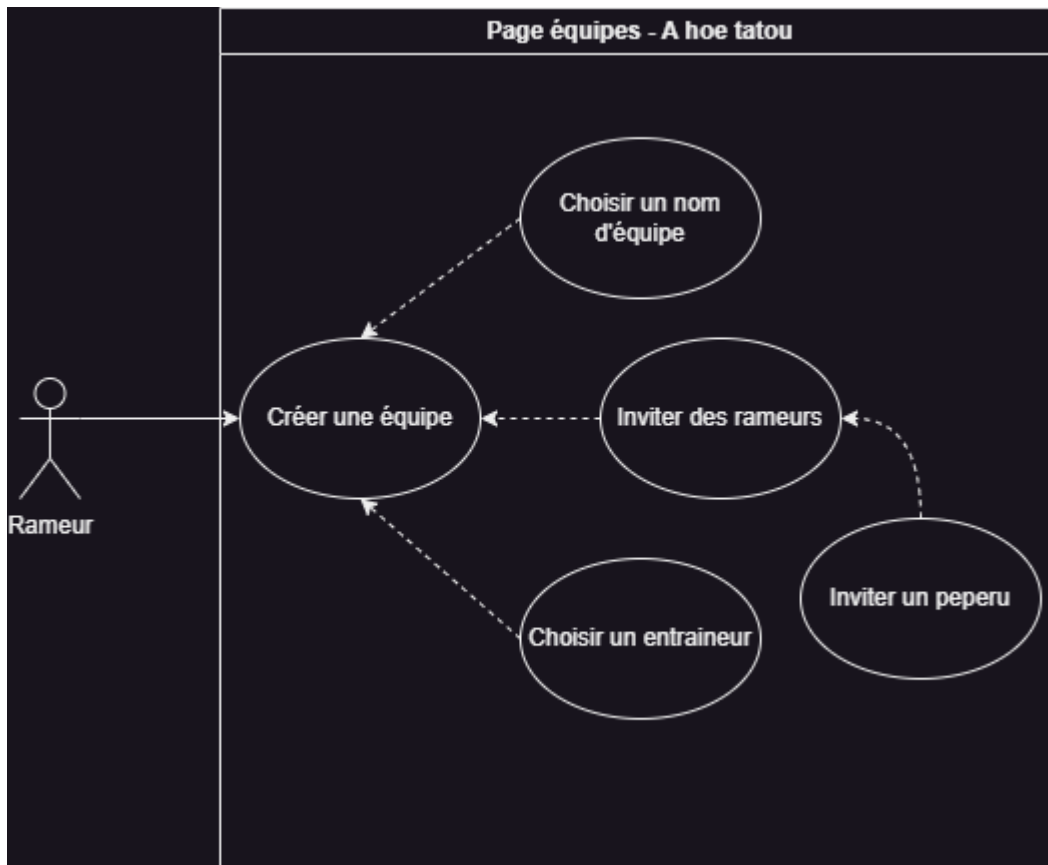 Page équipes - A hoe tatou
Choisir un nom
d'équipe
Créer une équipe
Inviter des rameurs
Rameur
Inviter un peperu
Choisir un entraineur